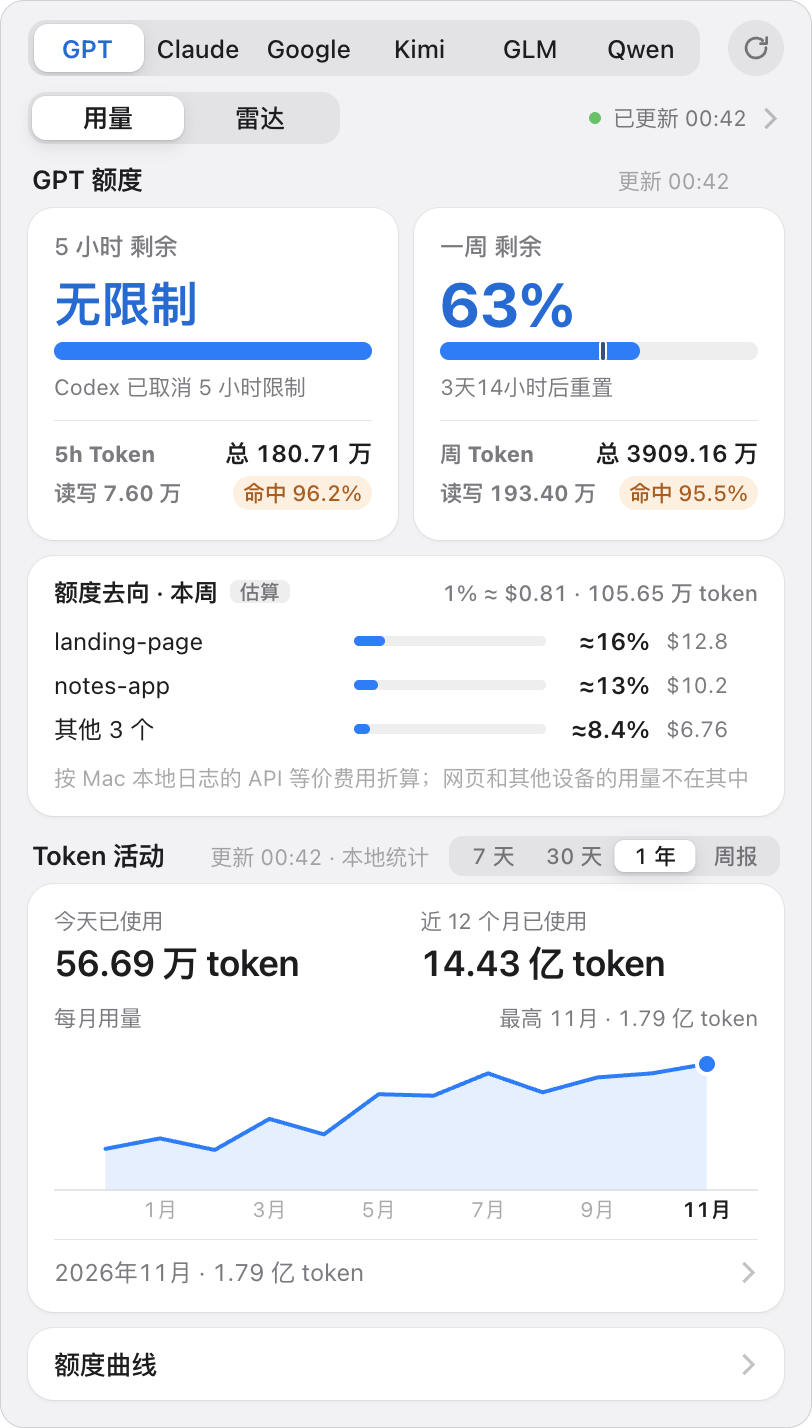 GPT Claude Google Kimi GLM Qwen
用量 雷达 已更新 00:42
GPT 额度 更新 00:42
5 小时 剩余
无限制
Codex 已取消 5 小时限制
5h Token 总 180.71 万
读写 7.60 万 命中 96.2%
一周 剩余
63%
3天14小时后重置
周 Token 总 3909.16 万
读写 193.40 万 命中 95.5%
额度去向 · 本周 估算 1% ≈ $0.81 · 105.65 万 token
landing-page ≈16% $12.8
notes-app ≈13% $10.2
其他 3 个 ≈8.4% $6.76
按 Mac 本地日志的 API 等价费用折算；网页和其他设备的用量不在其中
Token 活动 更新 00:42 · 本地统计 7 天 30 天 1 年 周报
今天已使用 近 12 个月已使用
56.69 万 token 14.43 亿 token
每月用量 最高 11月 · 1.79 亿 token
1月 3月 5月 7月 9月 11月
2026年11月 · 1.79 亿 token
额度曲线